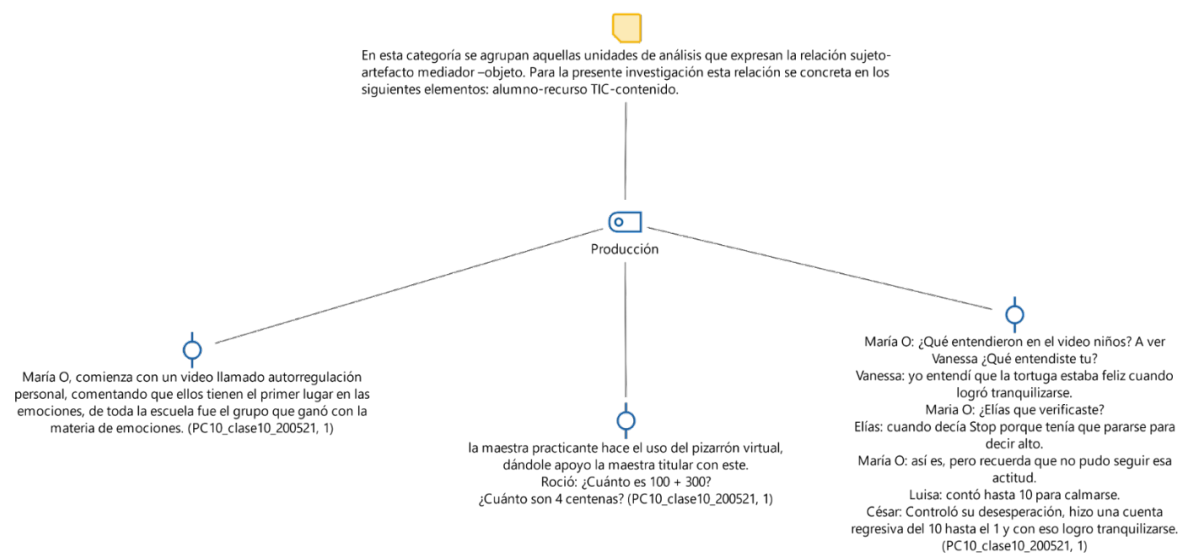 En esta categoría se agrupan aquellas unidades de análisis que expresan la relación sujeto-
artefacto mediador –objeto. Para la presente investigación esta relación se concreta en los
siguientes elementos: alumno-recurso TIC-contenido.
Producción
María O, comienza con un video llamado autorregulación
personal, comentando que ellos tienen el primer lugar en las
emociones, de toda la escuela fue el grupo que ganó con la
materia de emociones. (PC10_clase10_200521, 1)
la maestra practicante hace el uso del pizarrón virtual,
dándole apoyo la maestra titular con este.
Roció: ¿Cuánto es 100 + 300?
¿Cuánto son 4 centenas? (PC10_clase10_200521, 1)
María O: ¿Qué entendieron en el video niños? A ver
Vanessa ¿Qué entendiste tu?
Vanessa: yo entendí que la tortuga estaba feliz cuando
logró tranquilizarse.
Maria O: ¿Elías que verificaste?
Elías: cuando decía Stop porque tenía que pararse para
decir alto.
María O: así es, pero recuerda que no pudo seguir esa
actitud.
Luisa: contó hasta 10 para calmarse.
César: Controló su desesperación, hizo una cuenta
regresiva del 10 hasta el 1 y con eso logro tranquilizarse.
(PC10_clase10_200521, 1)